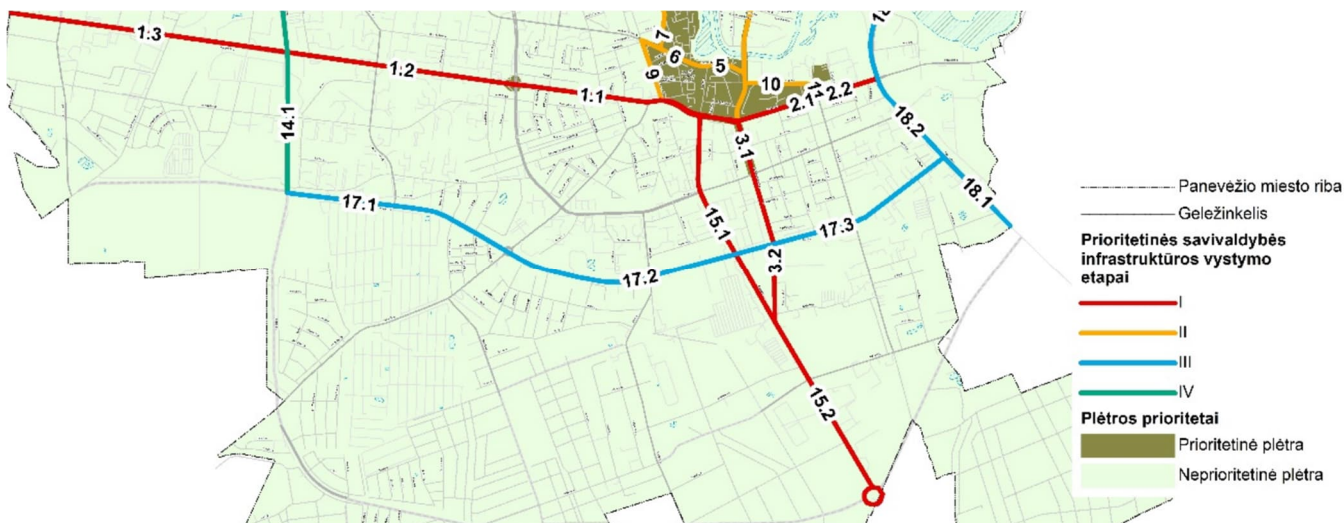 1.3
1.2
1.1
14.1
7
6
9
5
10
11
2.1
2.2
18.2
18.1
3.1
3.2
15.1
15.2
17.1
17.2
17.3
Panevėžio miesto riba
Geležinkelis
Prioritetinės savivaldybės
infrastruktūros vystymo
etapai
I
II
III
IV
Plėtros prioritetai
Prioritetinė plėtra
Neprioritetinė plėtra